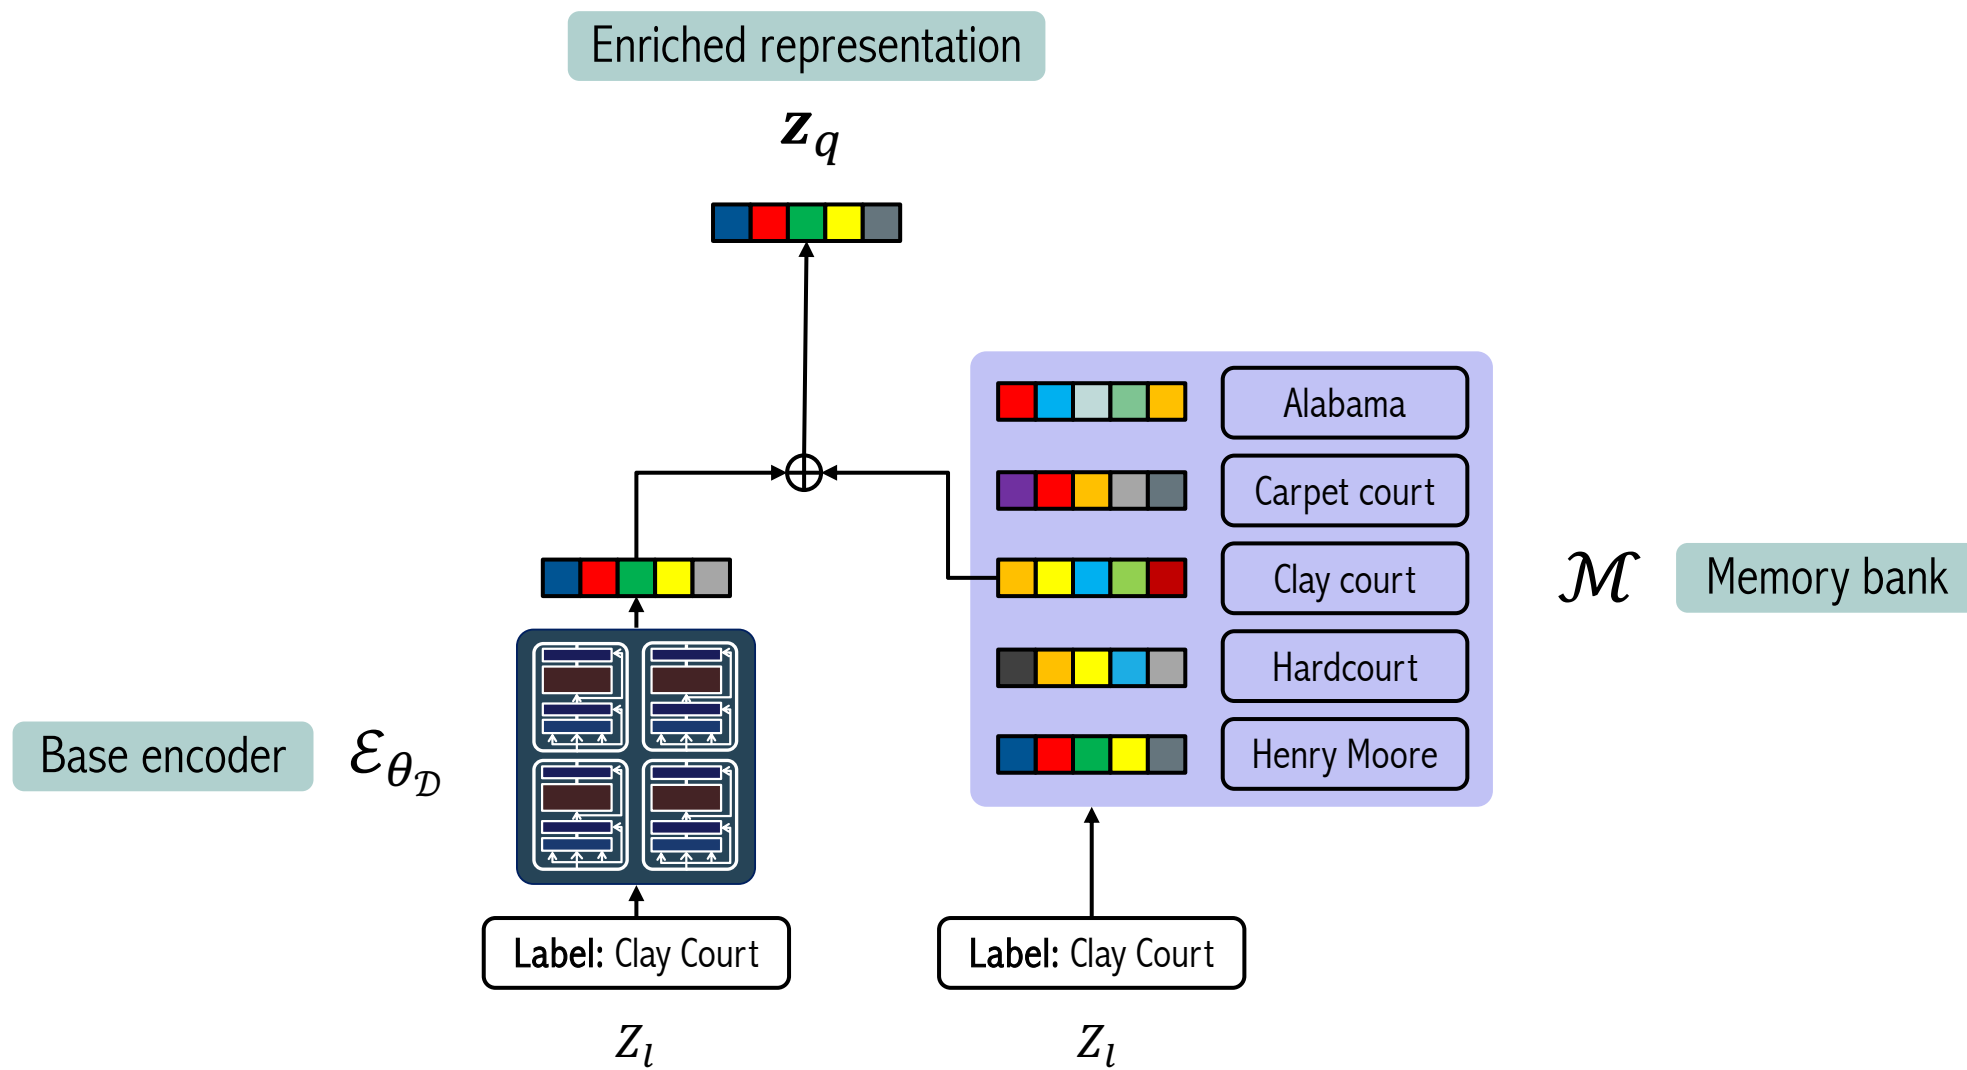 Enriched representation
𝒛_q
Alabama
Carpet court
Clay court
Hardcourt
Henry Moore
ℳ Memory bank
Base encoder ℰ_θ_𝒟
Label: Clay Court
Label: Clay Court
Z_l
Z_l